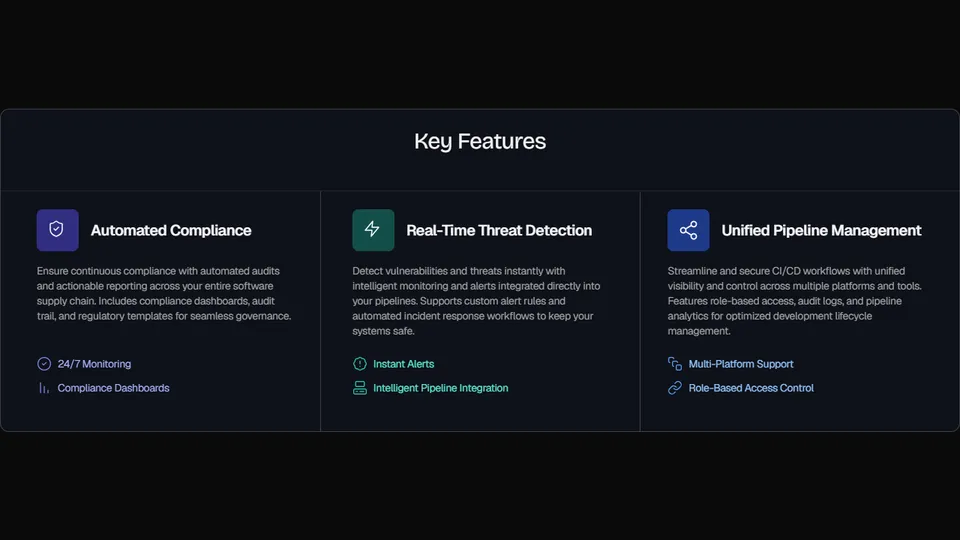 Key Features
Automated Compliance
Ensure continuous compliance with automated audits
and actionable reporting across your entire software
supply chain. Includes compliance dashboards, audit
trail, and regulatory templates for seamless governance.
24/7 Monitoring
Compliance Dashboards
Real-Time Threat Detection
Detect vulnerabilities and threats instantly with
intelligent monitoring and alerts integrated directly into
your pipelines. Supports custom alert rules and
automated incident response workflows to keep your
systems safe.
Instant Alerts
Intelligent Pipeline Integration
Unified Pipeline Management
Streamline and secure CI/CD workflows with unified
visibility and control across multiple platforms and tools.
Features role-based access, audit logs, and pipeline
analytics for optimized development lifecycle
management.
Multi-Platform Support
Role-Based Access Control